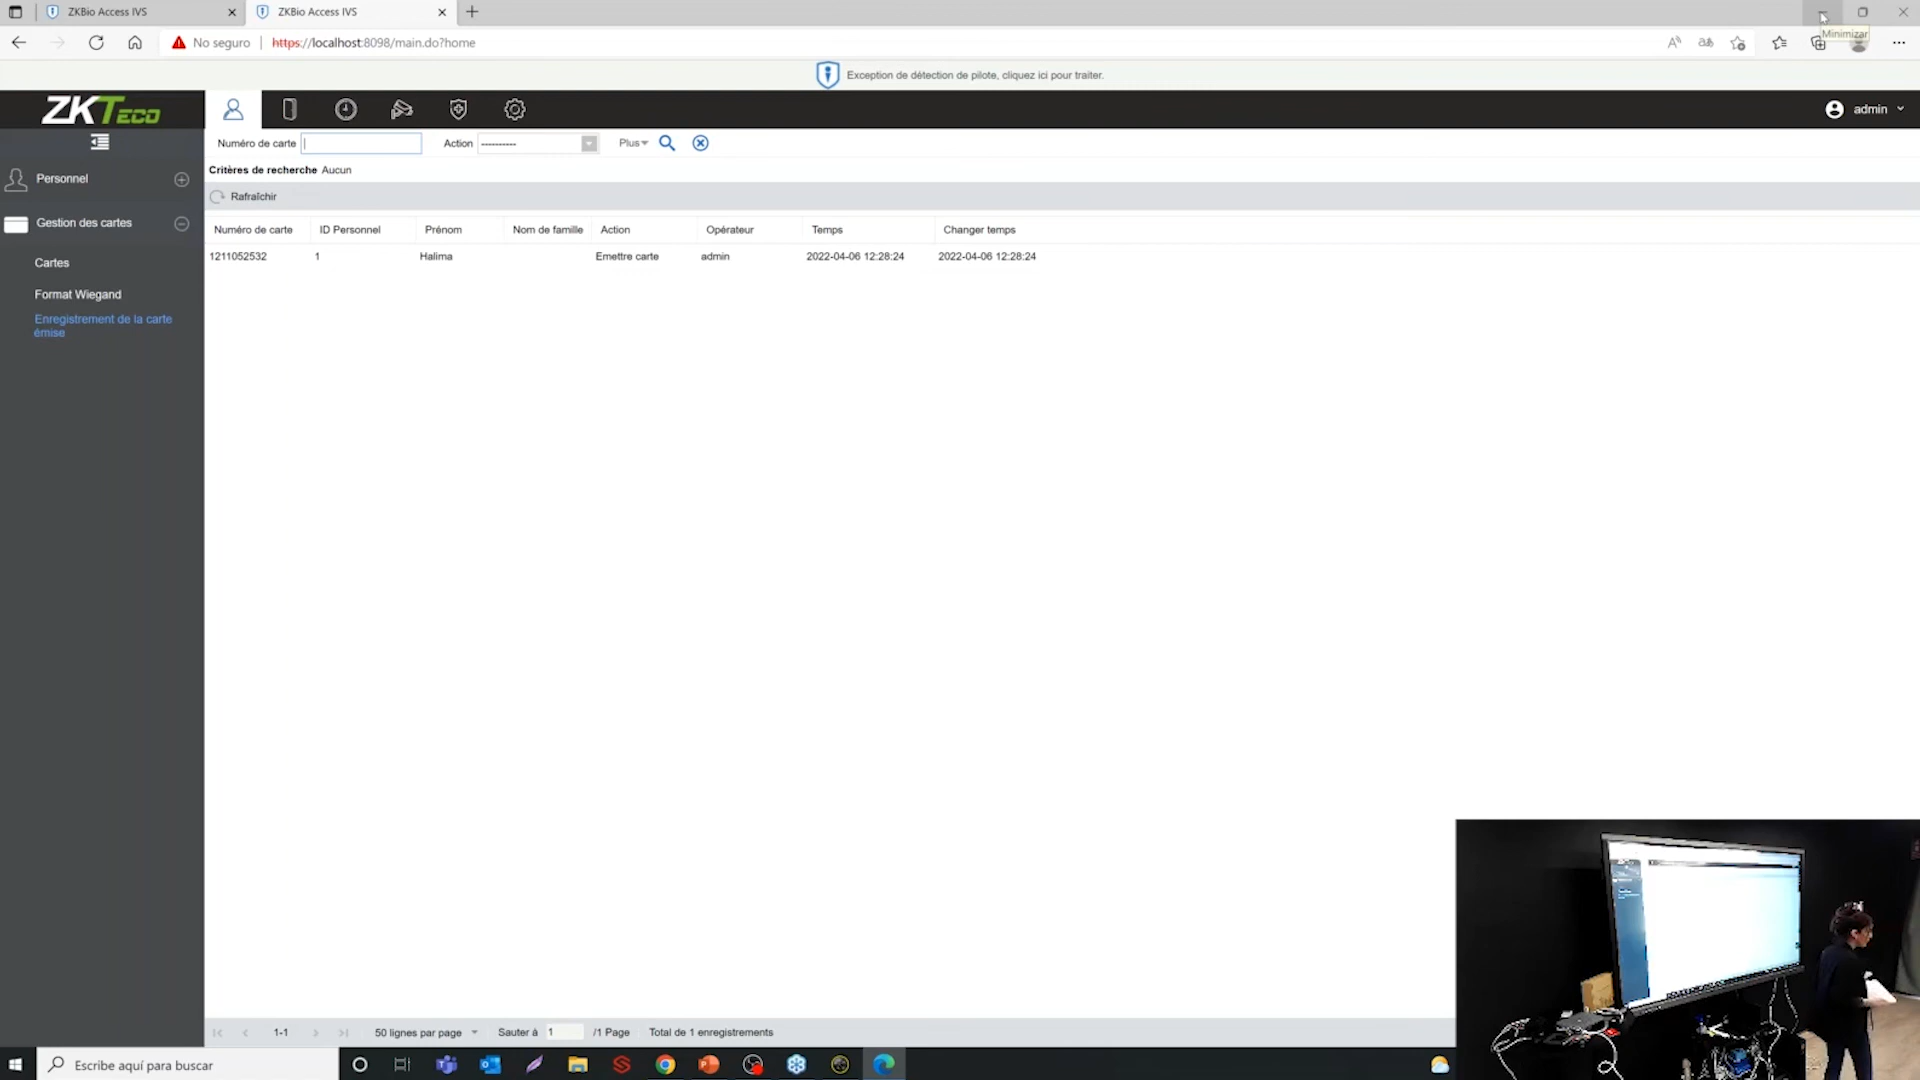 ZKBio Access IVS
ZKBio Access IVS
No seguro
https://localhost:8098/main.do?home
Minimizar
Exception de détection de pilote, cliquez ici pour traiter.
ZKTECO
admin
Numéro de carte
Action
----------
Plus
Critères de recherche Aucun
Personnel
Rafraîchir
Gestion des cartes
Numéro de carte ID Personnel Prénom Nom de famille Action Opérateur Temps Changer temps
1211052532 1 Halima Emettre carte admin 2022-04-06 12:28:24 2022-04-06 12:28:24
Cartes
Format Wiegand
Enregistrement de la carte
émise
1-1
50 lignes par page
Sauter à 1 /1 Page
Total de 1 enregistrements
Escribe aquí para buscar